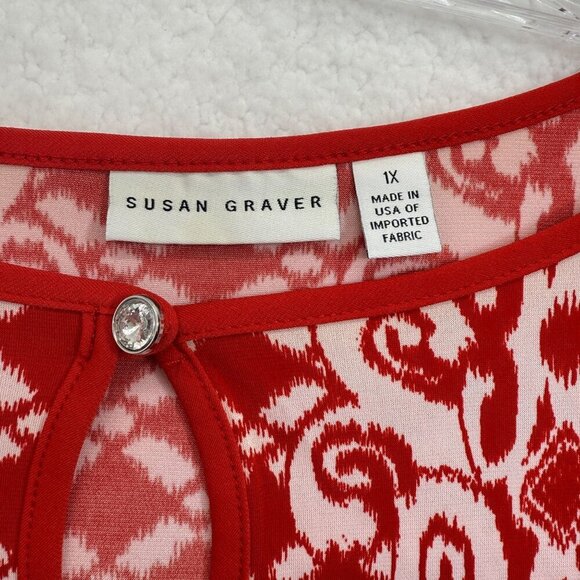 SUSAN GRAVER
1X
MADE IN
USA OF
IMPORTED
FABRIC